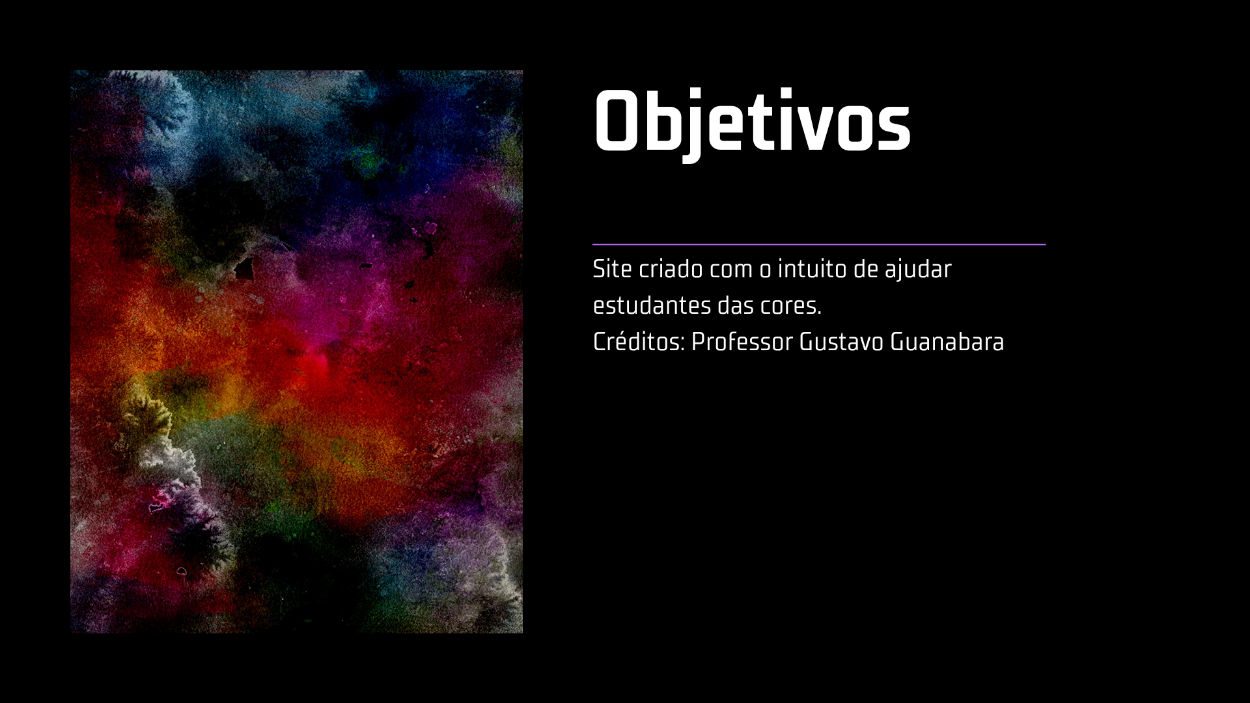 Objetivos
Site criado com o intuito de ajudar
estudantes das cores.
Créditos: Professor Gustavo Guanabara